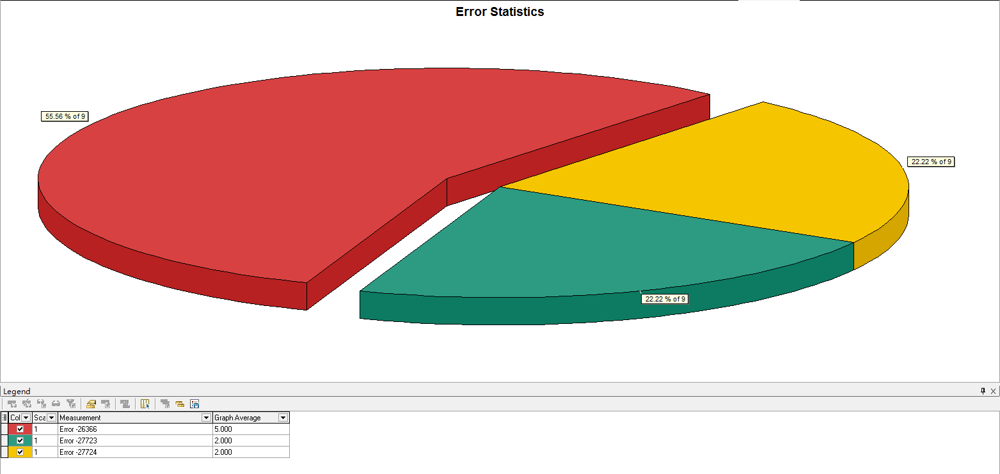 Error Statistics
55.56 % of 9
22.22 % of 9
22.22 % of 9
Legend
Col Sca Measurement Graph Average
1 Error -26366 5.000
1 Error -27723 2.000
1 Error -27724 2.000